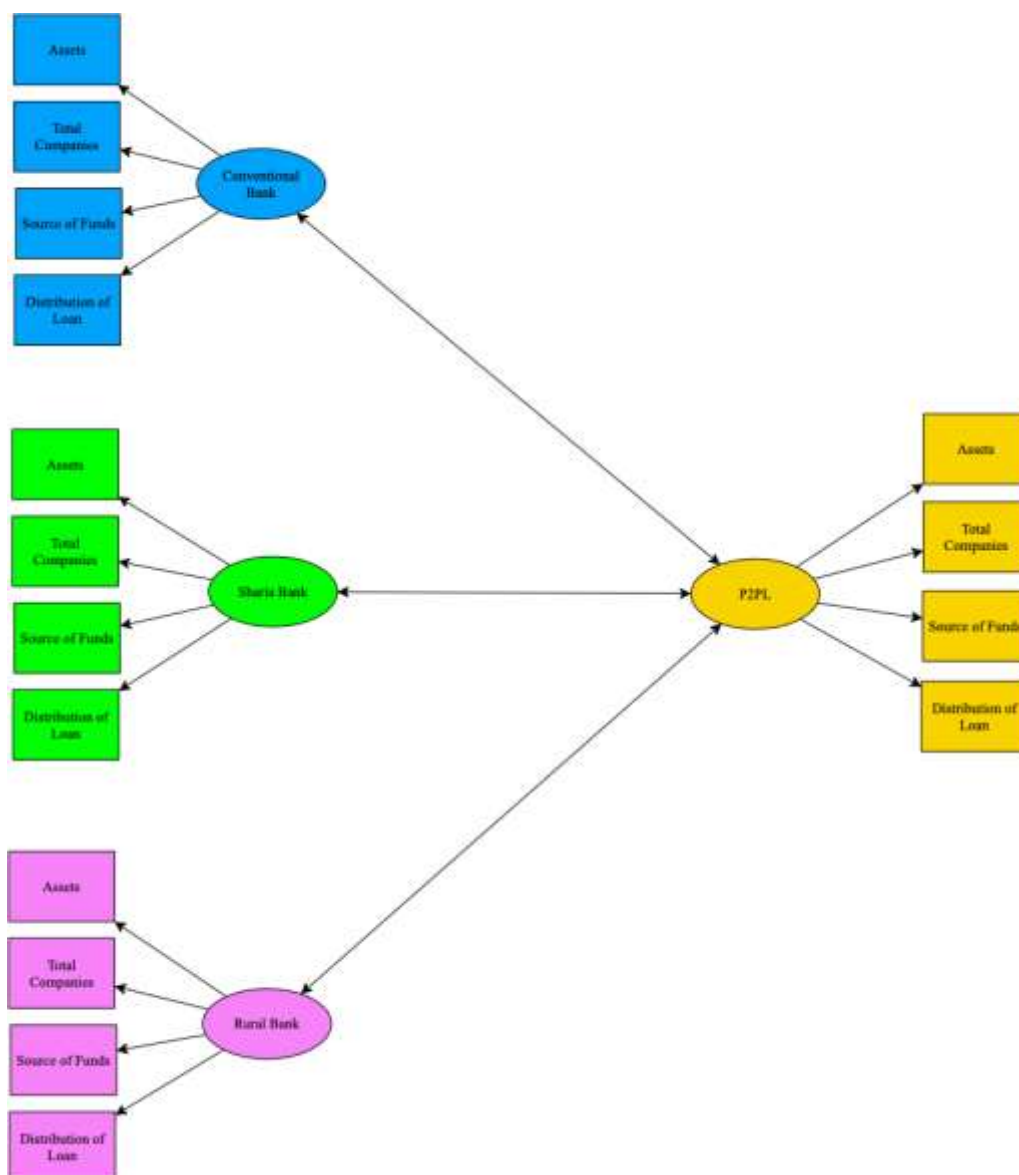 Assets
Total
Companies
Source of Funds
Distribution of
Loan
Conventional
Bank
Assets
Total
Companies
Source of Funds
Distribution of
Loan
Sharia Bank
P2PL
Assets
Total
Companies
Source of Funds
Distribution of
Loan
Assets
Total
Companies
Source of Funds
Distribution of
Loan
Rural Bank